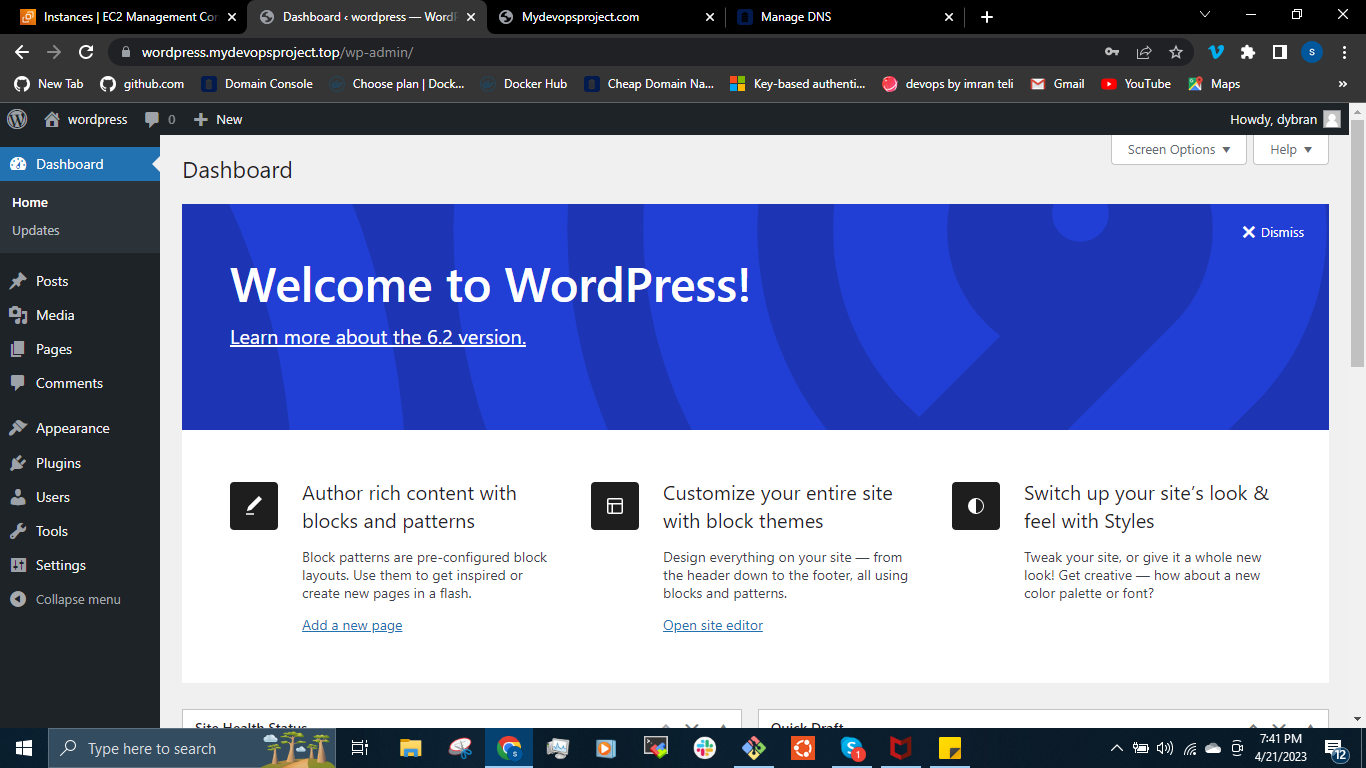 Instances | EC2 Management Con
Dashboard ‹ wordpress — WordP
Mydevopsproject.com
Manage DNS
wordpress.mydevopsproject.top/wp-admin/
S
New Tab
github.com
Domain Console
Choose plan | Dock...
Docker Hub
Cheap Domain Na...
Key-based authenti...
devops by imran teli
Gmail
YouTube
Maps
»
wordpress
0
New
Howdy, dybran
Dashboard
Home
Updates
Posts
Media
Pages
Comments
Appearance
Plugins
Users
Tools
Settings
Collapse menu
Screen Options
Help
Dashboard
Dismiss
Welcome to WordPress!
Learn more about the 6.2 version.
Author rich content with
blocks and patterns
Block patterns are pre-configured block
layouts. Use them to get inspired or
create new pages in a flash.
Add a new page
Customize your entire site
with block themes
Design everything on your site — from
the header down to the footer, all using
blocks and patterns.
Open site editor
Switch up your site’s look &
feel with Styles
Tweak your site, or give it a whole new
look! Get creative — how about a new
color palette or font?
Site Health Status
Quick Draft
Type here to search
1
7:41 PM
4/21/2023
12